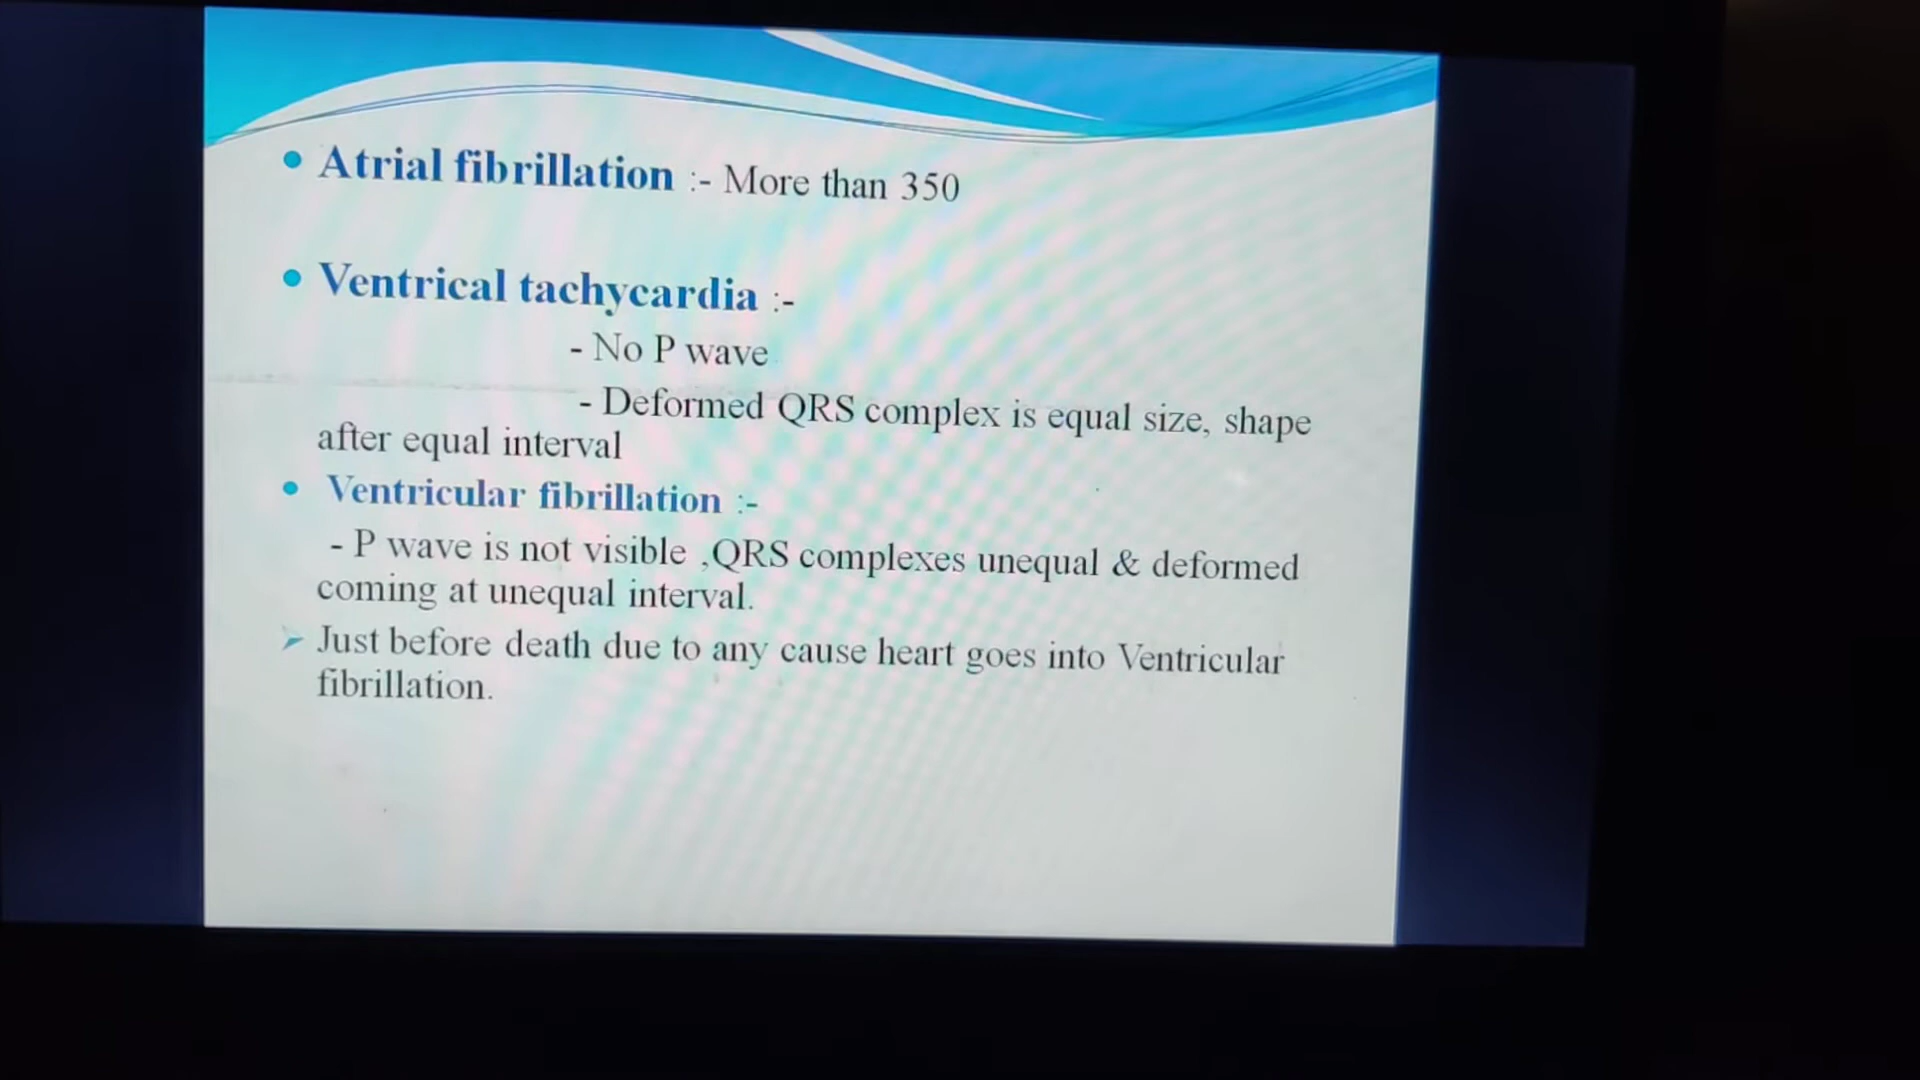 • Atrial fibrillation :- More than 350
• Ventrical tachycardia :-
- No P wave
- Deformed QRS complex is equal size, shape
after equal interval
• Ventricular fibrillation :-
- P wave is not visible ,QRS complexes unequal & deformed
coming at unequal interval.
➢ Just before death due to any cause heart goes into Ventricular
fibrillation.